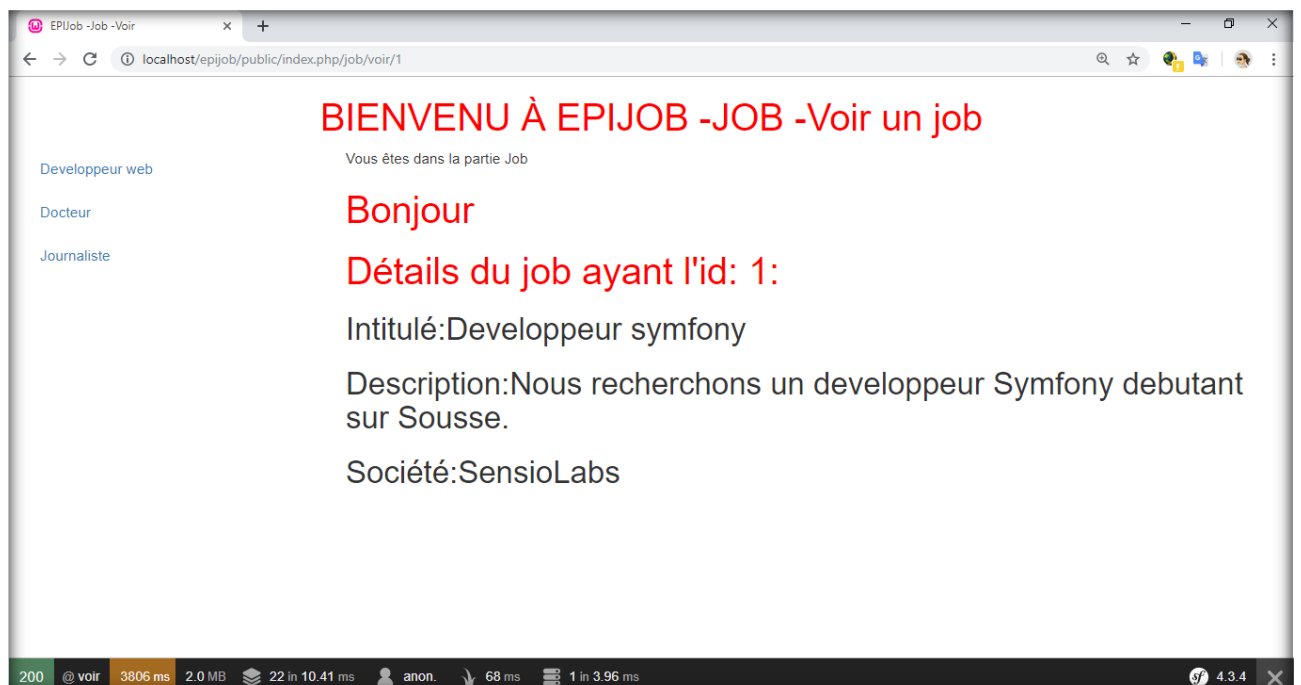 EPIJob -Job -Voir
localhost/epijob/public/index.php/job/voir/1
BIENVENU À EPIJOB -JOB -Voir un job
Developpeur web
Docteur
Journaliste
Vous êtes dans la partie Job
Bonjour
Détails du job ayant l'id: 1:
Intitulé:Developpeur symfony
Description:Nous recherchons un developpeur Symfony debutant
sur Sousse.
Société:SensioLabs
200 @ voir 3806 ms 2.0 MB 22 in 10.41 ms anon. 68 ms 1 in 3.96 ms sf 4.3.4